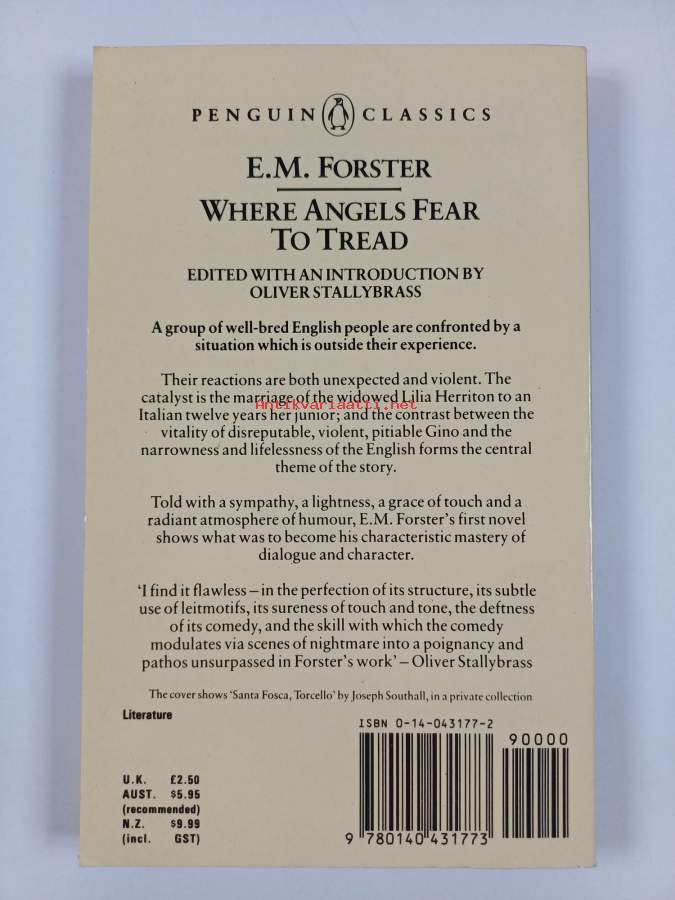 PENGUIN CLASSICS
E.M. FORSTER
WHERE ANGELS FEAR
TO TREAD
EDITED WITH AN INTRODUCTION BY
OLIVER STALLYBRASS
A group of well-bred English people are confronted by a
situation which is outside their experience.
Their reactions are both unexpected and violent. The
catalyst is the marriage of the widowed Lilia Herriton to an
Antikvariaatti.net
Italian twelve years her junior; and the contrast between the
vitality of disreputable, violent, pitiable Gino and the
narrowness and lifelessness of the English forms the central
theme of the story.
Told with a sympathy, a lightness, a grace of touch and a
radiant atmosphere of humour, E.M. Forster's first novel
shows what was to become his characteristic mastery of
dialogue and character.
'I find it flawless – in the perfection of its structure, its subtle
use of leitmotifs, its sureness of touch and tone, the deftness
of its comedy, and the skill with which the comedy
modulates via scenes of nightmare into a poignancy and
pathos unsurpassed in Forster's work' – Oliver Stallybrass
The cover shows 'Santa Fosca, Torcello' by Joseph Southall, in a private collection
Literature
ISBN 0-14-043177-2
90000
U.K. £2.50
AUST. $5.95
(recommended)
N.Z. $9.99
(incl. GST)
9 780140 431773